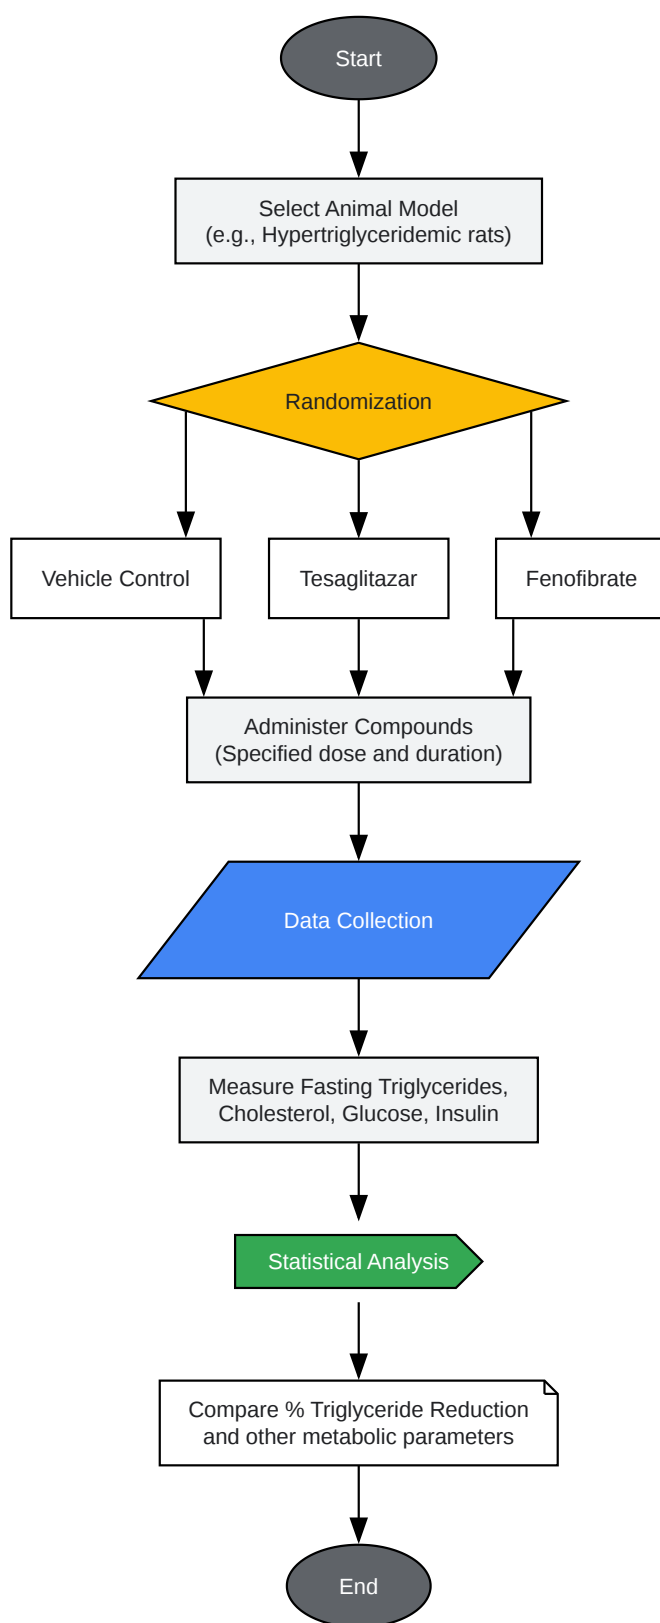 Start
Select Animal Model
(e.g., Hypertriglyceridemic rats)
Randomization
Vehicle Control
Tesaglitazar
Fenofibrate
Administer Compounds
(Specified dose and duration)
Data Collection
Measure Fasting Triglycerides,
Cholesterol, Glucose, Insulin
Statistical Analysis
Compare % Triglyceride Reduction
and other metabolic parameters
End